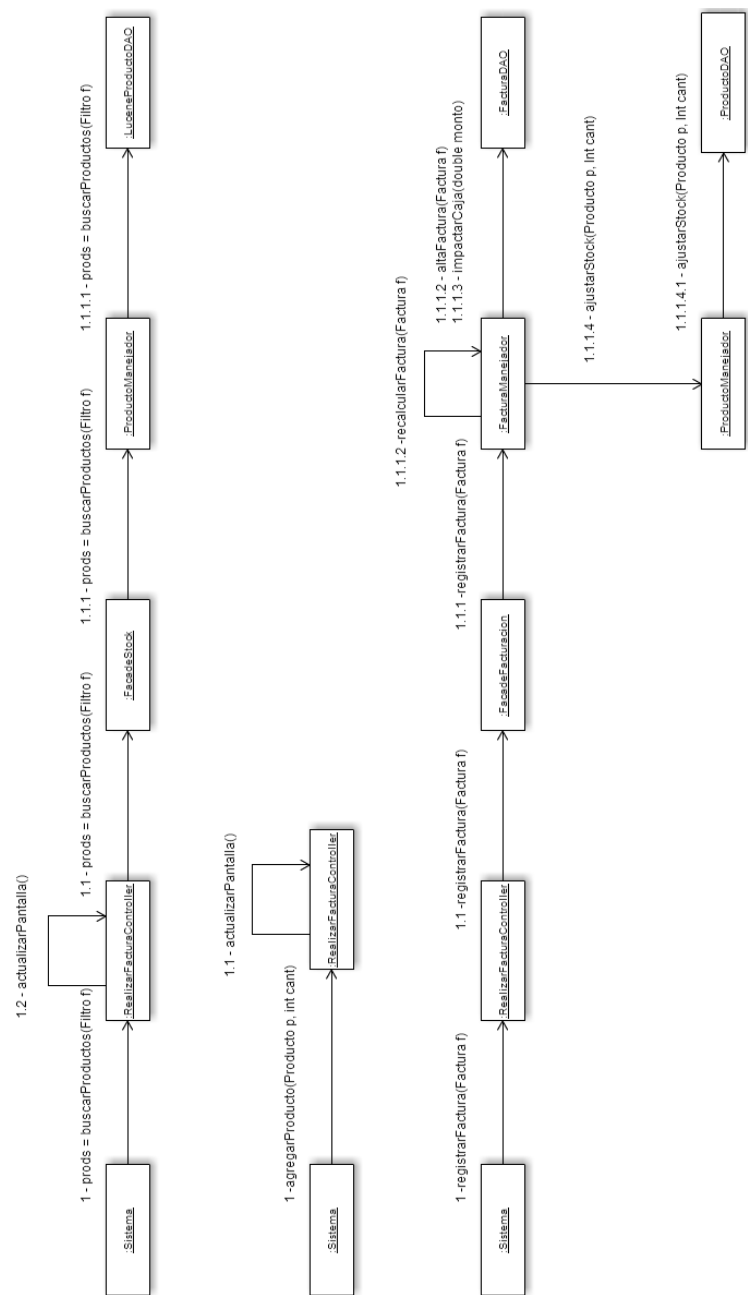 1.2 - actualizarPantalla()
1 - prods = buscarProductos(Filtro f)
1.1 - prods = buscarProductos(Filtro f)
1.1.1 - prods = buscarProductos(Filtro f)
1.1.1.1 - prods = buscarProductos(Filtro f)
:Sistema
:RealizarFacturaController
:FacadeStock
:ProductoManejador
:LuceneProductoDAO
1.1 - actualizarPantalla()
1 -agregarProducto(Producto p, int cant)
:Sistema
:RealizarFacturaController
1.1.1.2 -recalcularFactura(Factura f)
1.1.1.2 - altaFactura(Factura f)
1.1.1.3 - impactarCaja(double monto)
1 -registrarFactura(Factura f)
1.1 -registrarFactura(Factura f)
1.1.1 -registrarFactura(Factura f)
:Sistema
:RealizarFacturaController
:FacadeFacturacion
:FacturaManejador
:FacturaDAO
1.1.1.4 - ajustarStock(Producto p, Int cant)
1.1.1.4.1 - ajustarStock(Producto p, Int cant)
:ProductoManejador
:ProductoDAO